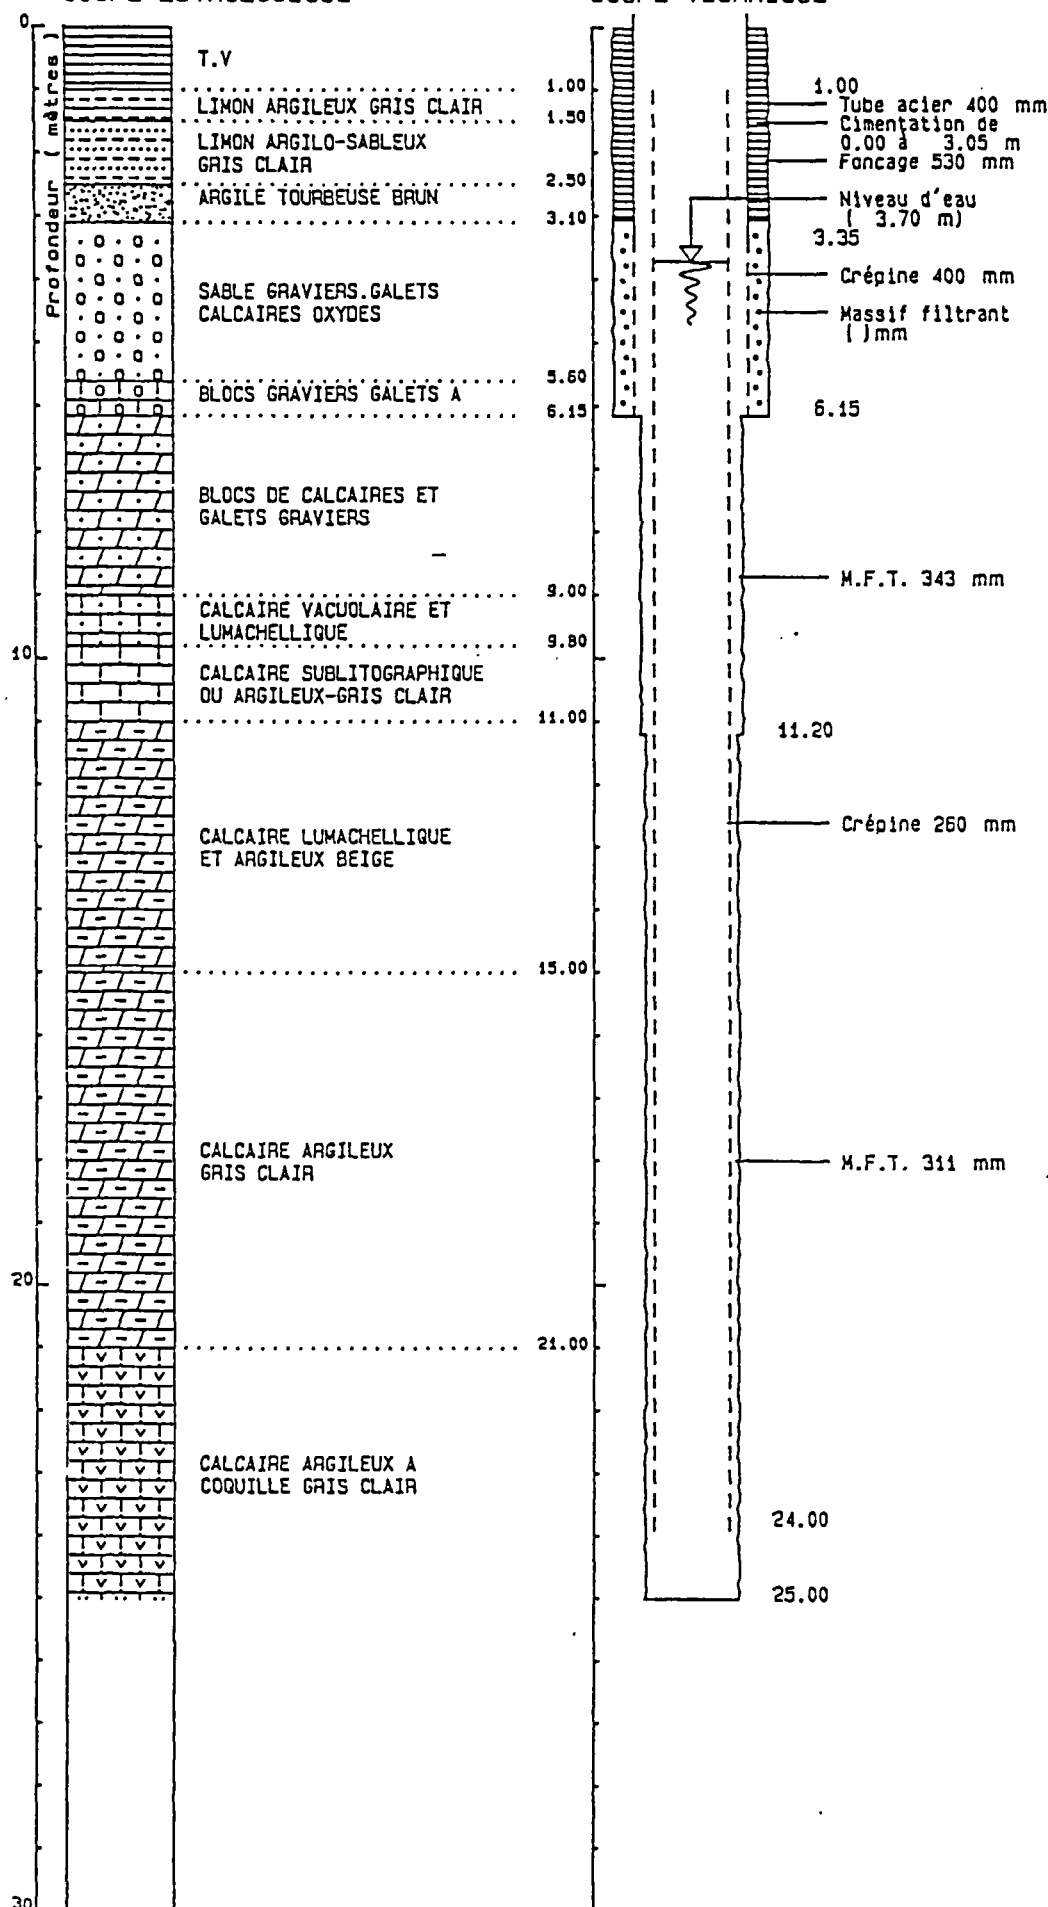 0
Profondeur ( mètres )
T.V
1.00
LIMON ARGILEUX GRIS CLAIR
1.50
LIMON ARGILO-SABLEUX
GRIS CLAIR
2.50
ARGILE TOURBEUSE BRUN
3.10
SABLE GRAVIERS.GALETS
CALCAIRES OXYDES
5.60
BLOCS GRAVIERS GALETS A
6.15
BLOCS DE CALCAIRES ET
GALETS GRAVIERS
9.00
CALCAIRE VACUOLAIRE ET
LUMACHELLIQUE
9.80
10
CALCAIRE SUBLITOGRAPHIQUE
OU ARGILEUX-GRIS CLAIR
11.00
CALCAIRE LUMACHELLIQUE
ET ARGILEUX BEIGE
15.00
CALCAIRE ARGILEUX
GRIS CLAIR
20
21.00
CALCAIRE ARGILEUX A
COQUILLE GRIS CLAIR
30
1.00
Tube acier 400 mm
Cimentation de
0.00 à 3.05 m
Foncage 530 mm
Niveau d'eau
( 3.70 m)
3.35
Crépine 400 mm
Massif filtrant
( )mm
6.15
M.F.T. 343 mm
11.20
Crépine 260 mm
M.F.T. 311 mm
24.00
25.00